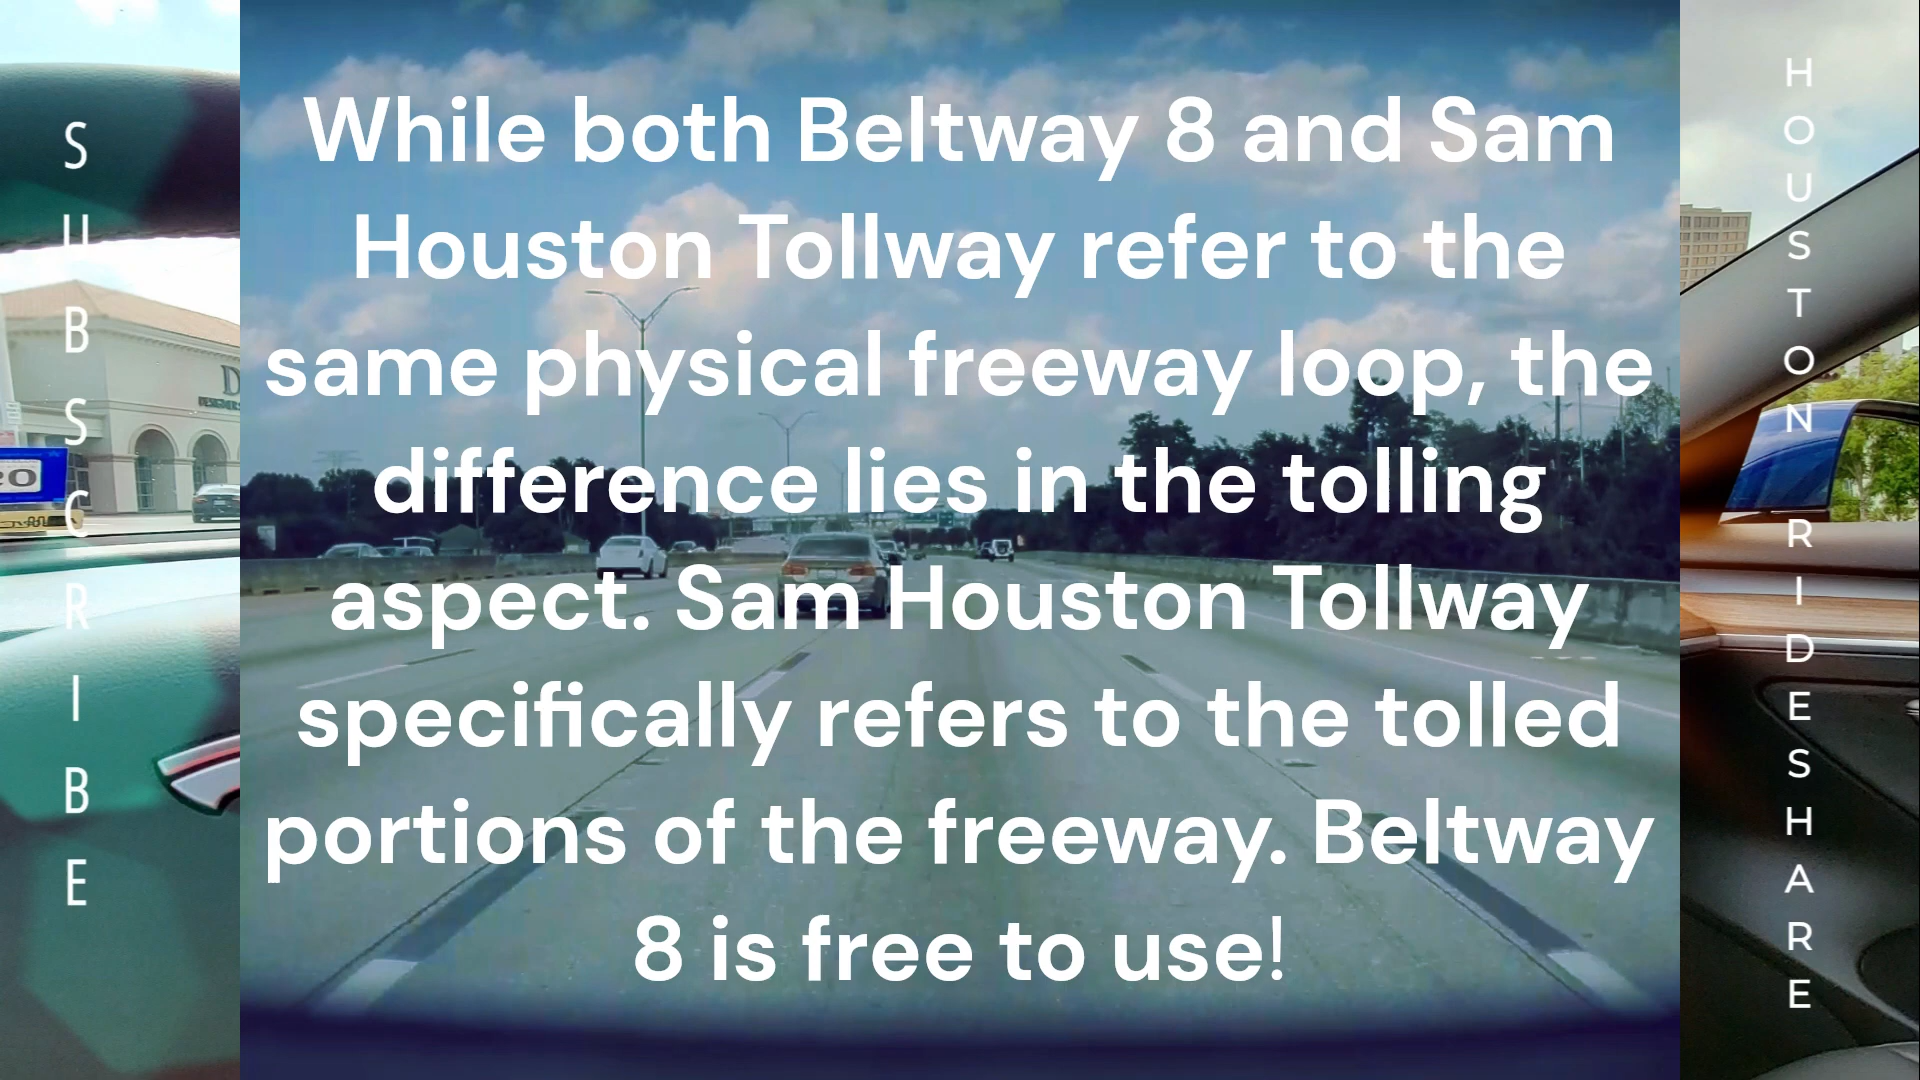 SUBSCRIBE
While both Beltway 8 and Sam
Houston Tollway refer to the
same physical freeway loop, the
difference lies in the tolling
aspect. Sam Houston Tollway
specifically refers to the tolled
portions of the freeway. Beltway
8 is free to use!
HOUSTON RIDESHARE